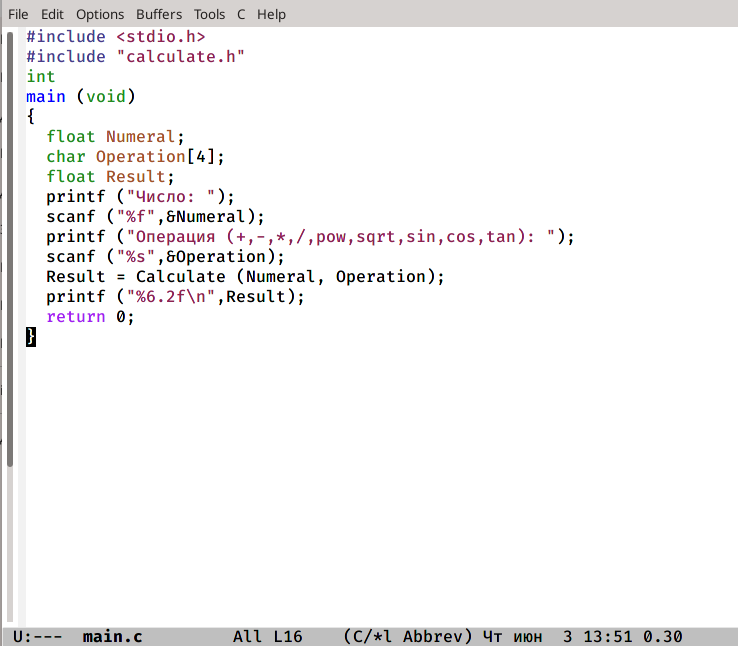 File Edit Options Buffers Tools C Help
#include <stdio.h>
#include "calculate.h"
int
main (void)
{
  float Numeral;
  char Operation[4];
  float Result;
  printf ("Число: ");
  scanf ("%f",&Numeral);
  printf ("Операция (+,-,*,/,pow,sqrt,sin,cos,tan): ");
  scanf ("%s",&Operation);
  Result = Calculate (Numeral, Operation);
  printf ("%6.2f\n",Result);
  return 0;
}
U:--- main.c All L16 (C/*l Abbrev) Чт июн 3 13:51 0.30